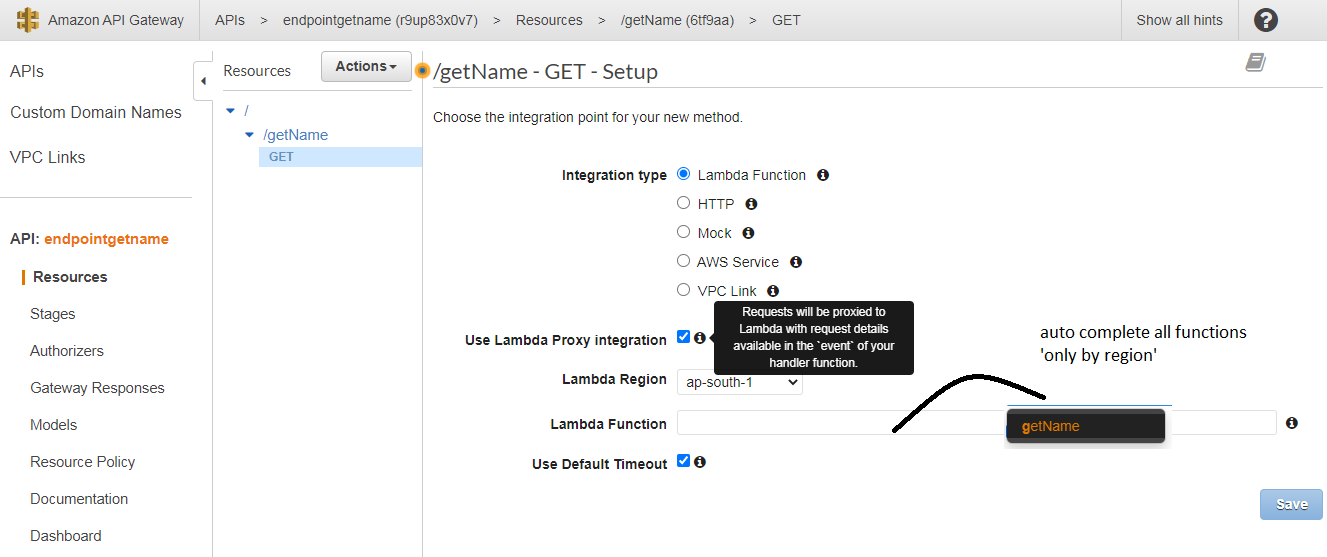 Amazon API Gateway
APIs > endpointgetname (r9up83x0v7) > Resources > /getName (6tf9aa) > GET
Show all hints
?
APIs
Custom Domain Names
VPC Links
API: endpointgetname
Resources
Stages
Authorizers
Gateway Responses
Models
Resource Policy
Documentation
Dashboard
Resources
Actions
/
/getName
GET
/getName - GET - Setup
Choose the integration point for your new method.
Integration type
Lambda Function
HTTP
Mock
AWS Service
VPC Link
Use Lambda Proxy integration
Requests will be proxied to
Lambda with request details
available in the `event` of your
handler function.
Lambda Region
ap-south-1
Lambda Function
auto complete all functions
'only by region'
getName
Use Default Timeout
Save